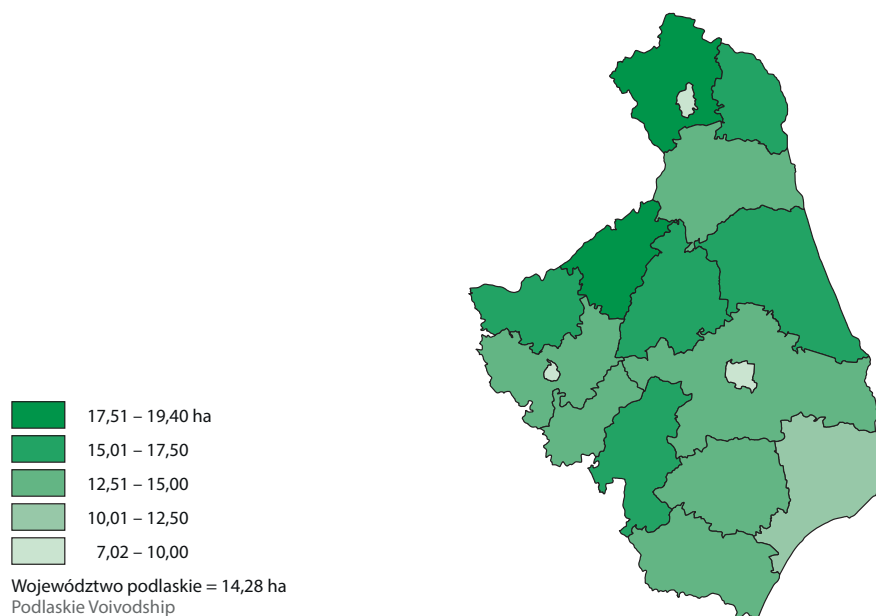 17,51 – 19,40 ha
15,01 – 17,50
12,51 – 15,00
10,01 – 12,50
7,02 – 10,00
Województwo podlaskie = 14,28 ha
Podlaskie Voivodship